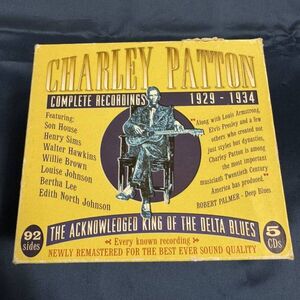 CHARLEY PATTON
COMPLETE RECORDINGS 1929 - 1934
Featuring:
Son House
Henry Sims
Walter Hawkins
Willie Brown
Louise Johnson
Bertha Lee
Edith North Johnson
"Along with Louis Armstrong,
Elvis Presley and a few
others who created not
just styles but dynasties,
Charley Patton is among
the most important
musicians Twentieth Century
America has produced."
ROBERT PALMER - Deep Blues
92
sides
THE ACKNOWLEDGED KING OF THE DELTA BLUES
5
CDs
Every known recording
NEWLY REMASTERED FOR THE BEST EVER SOUND QUALITY